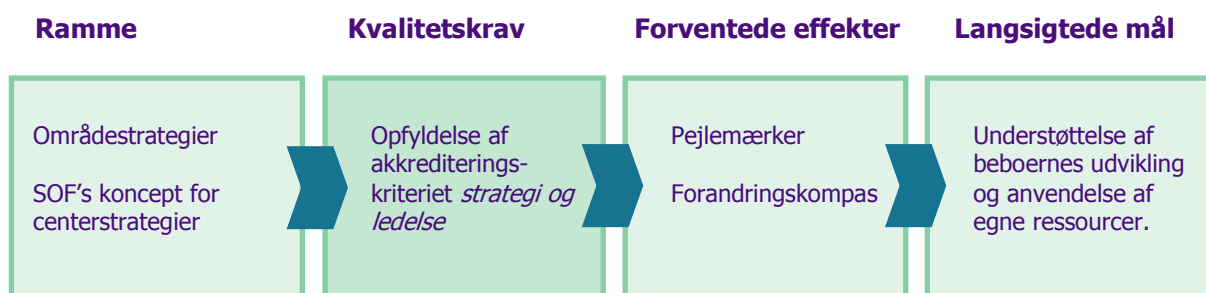 Ramme
Kvalitetskrav
Forventede effekter
Langsigtede mål
Områdestrategier
SOF's koncept for
centerstrategier
Opfyldelse af
akkrediterings-
kriteriet strategi og
ledelse
Pejlemærker
Forandringskompas
Understøttelse af
beboernes udvikling
og anvendelse af
egne ressourcer.